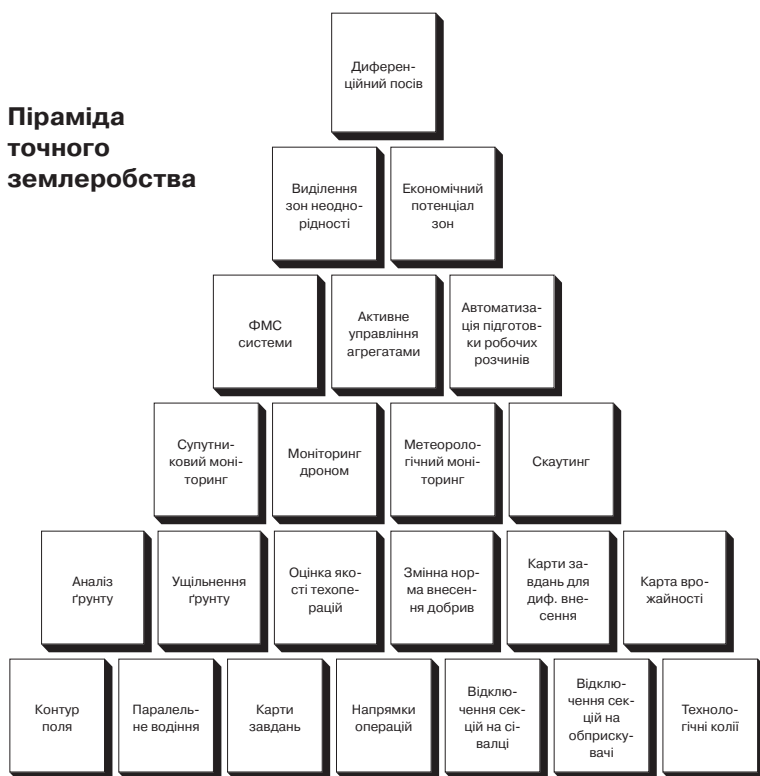 Піраміда
точного
землеробства
Диферен-
ційний посів
Виділення
зон неодно-
рідності
Економічний
потенціал
зон
ФМС
системи
Активне
управління
агрегатами
Автоматиза-
ція підготов-
ки робочих
розчинів
Супутни-
ковий моні-
торинг
Моніторинг
дроном
Метеороло-
гічний моні-
торинг
Скаутинг
Аналіз
ґрунту
Ущільнення
ґрунту
Оцінка яко-
сті техопе-
рацій
Змінна нор-
ма внесен-
ня добрив
Карти за-
вдань для
диф. вне-
сення
Карта вро-
жайності
Контур
поля
Паралель-
не водіння
Карти
завдань
Напрямки
операцій
Відклю-
чення сек-
цій на сі-
валці
Відклю-
чення сек-
цій на
обприску-
вачі
Техноло-
гічні колії